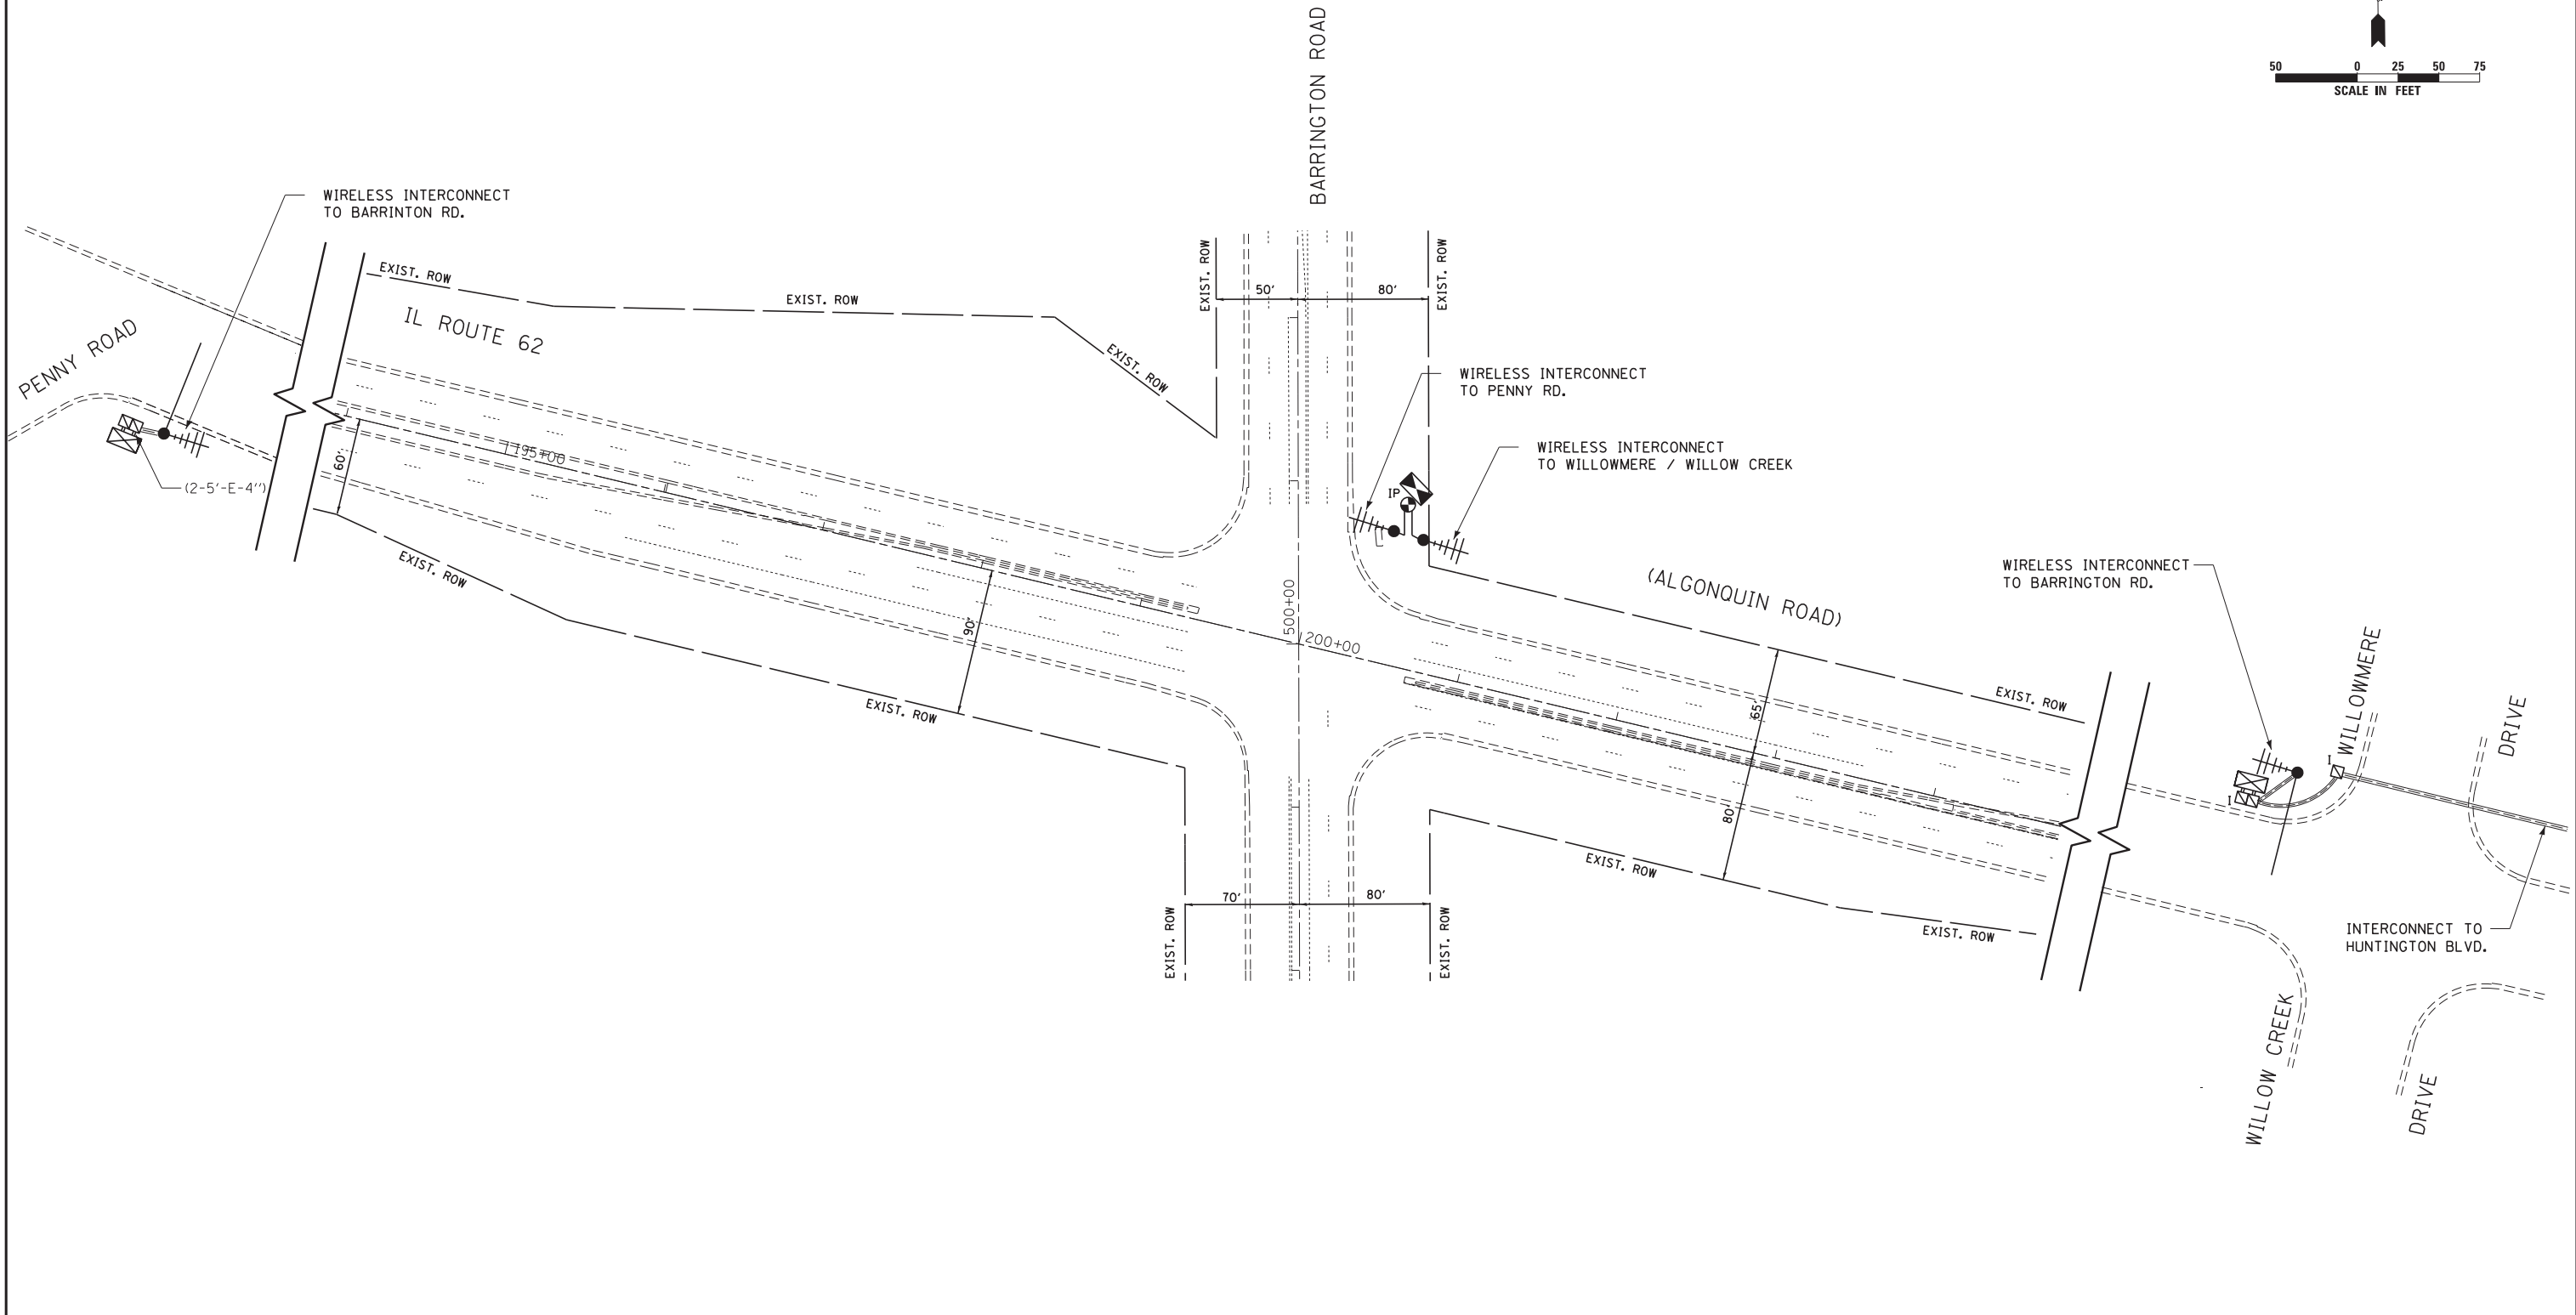 BARRINGTON ROAD
50 0 25 50 75
SCALE IN FEET
WIRELESS INTERCONNECT
TO BARRINTON RD.
EXIST. ROW
EXIST. ROW
IL ROUTE 62
EXIST. ROW
EXIST. ROW
50'
80'
EXIST. ROW
PENNY ROAD
WIRELESS INTERCONNECT
TO PENNY RD.
WIRELESS INTERCONNECT
TO WILLOWMERE / WILLOW CREEK
60'
195+00
(2-5'-E-4")
IP
EXIST. ROW
90'
EXIST. ROW
500+00
200+00
(ALGONQUIN ROAD)
WIRELESS INTERCONNECT
TO BARRINGTON RD.
65'
EXIST. ROW
WILLOWMERE
DRIVE
I
I
80'
EXIST. ROW
70'
80'
EXIST. ROW
EXIST. ROW
EXIST. ROW
INTERCONNECT TO
HUNTINGTON BLVD.
WILLOW CREEK
DRIVE